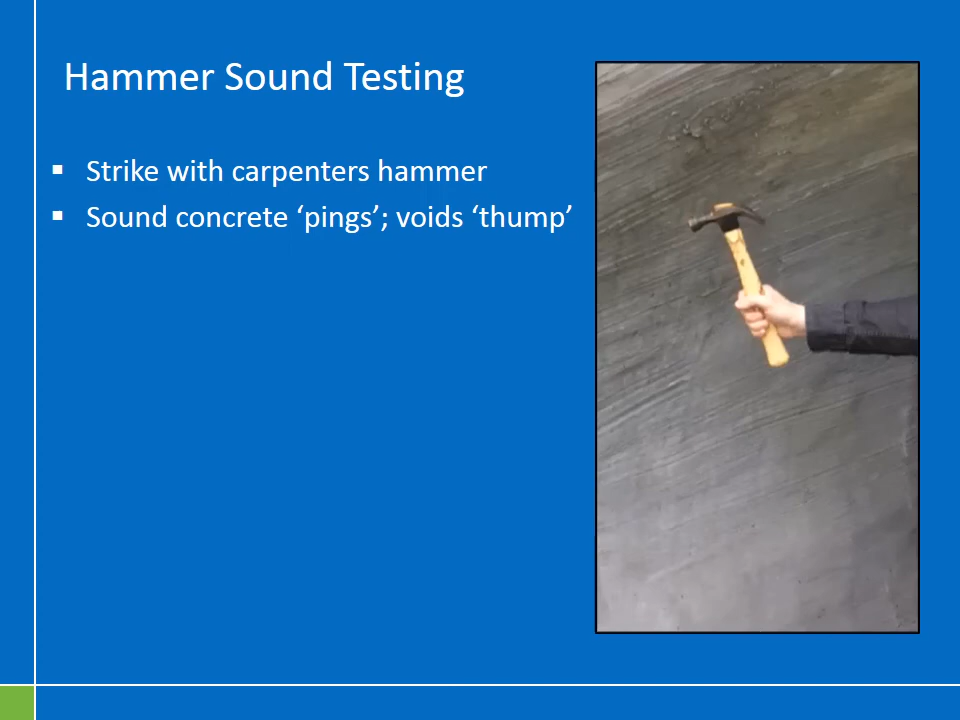 Hammer Sound Testing
▪ Strike with carpenters hammer
▪ Sound concrete ‘pings’; voids ‘thump’